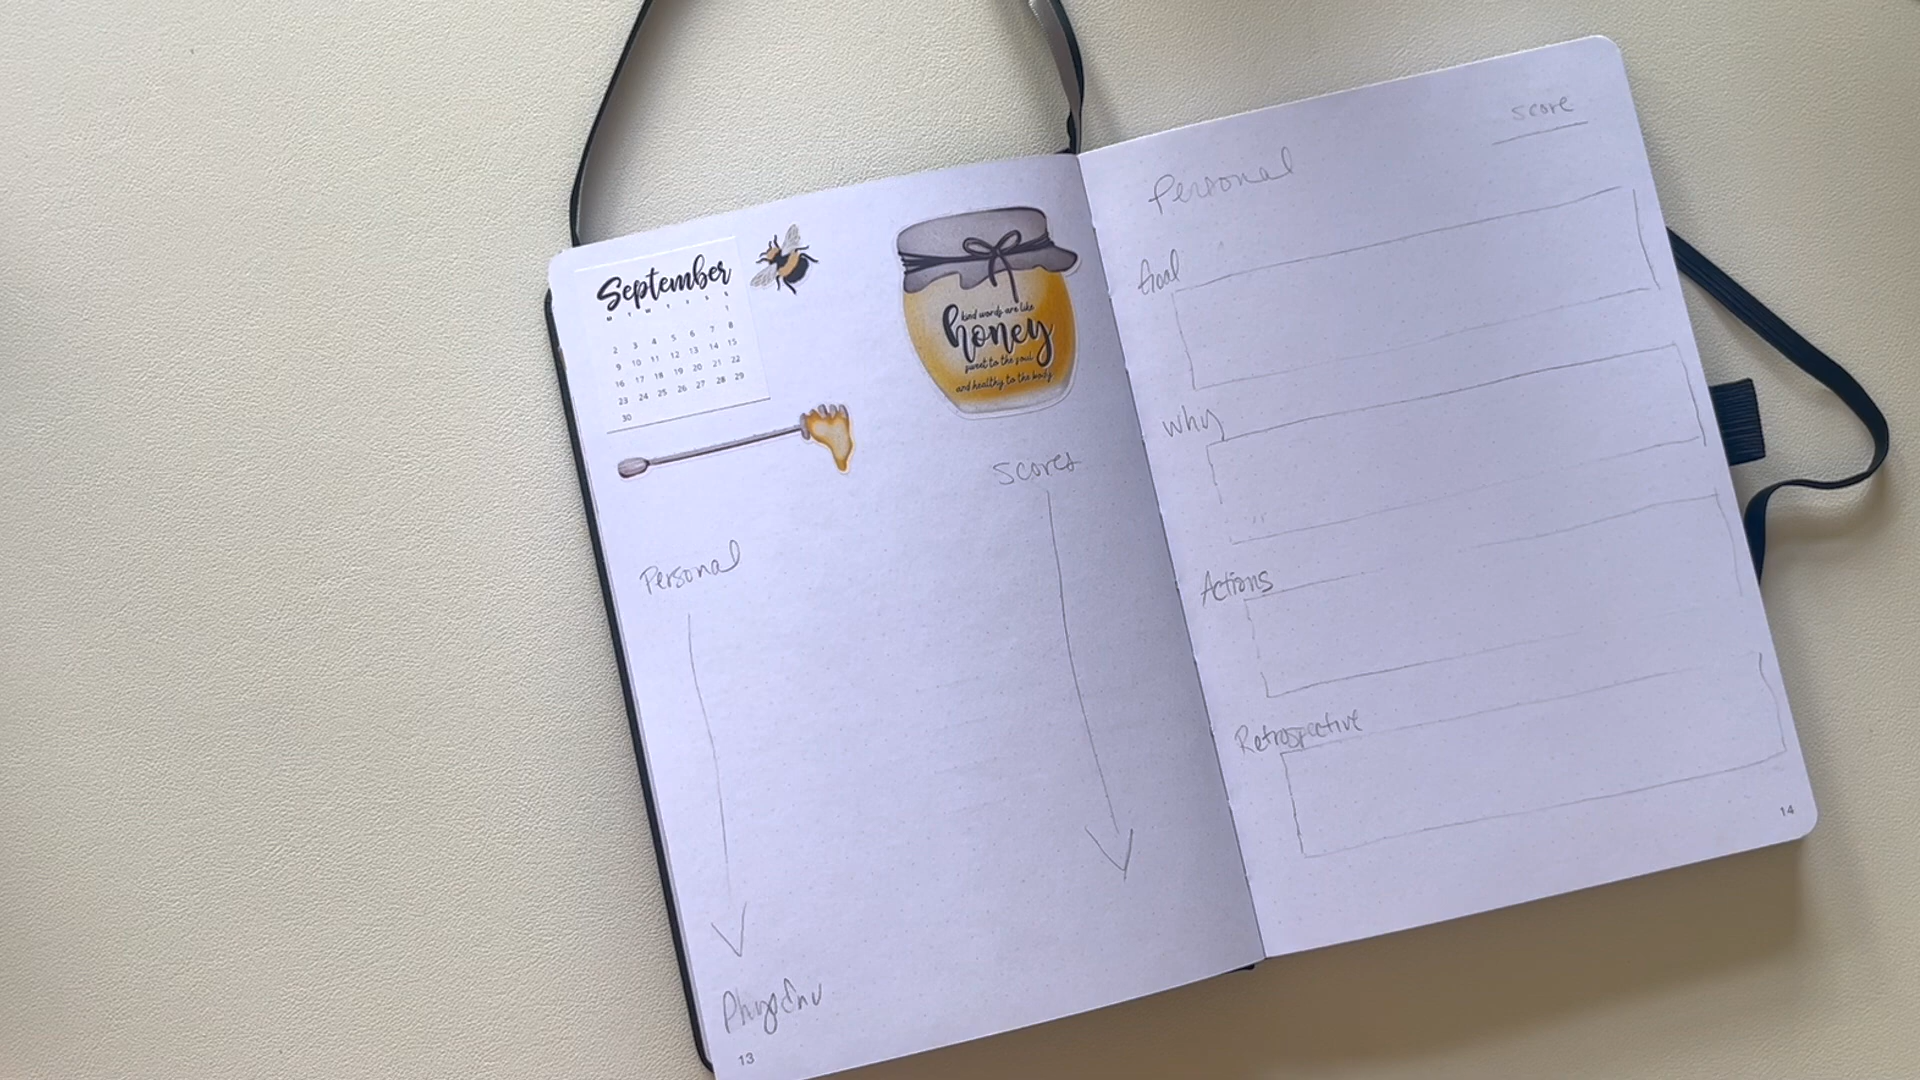 September
M T W T F S S
1
2 3 4 5 6 7 8
9 10 11 12 13 14 15
16 17 18 19 20 21 22
23 24 25 26 27 28 29
30
kind words are like
honey
sweet to the soul
and healthy to the body
Scores
Personal
PhysEnv
13
Score
Personal
Goal
Why
Actions
Retrospective
14